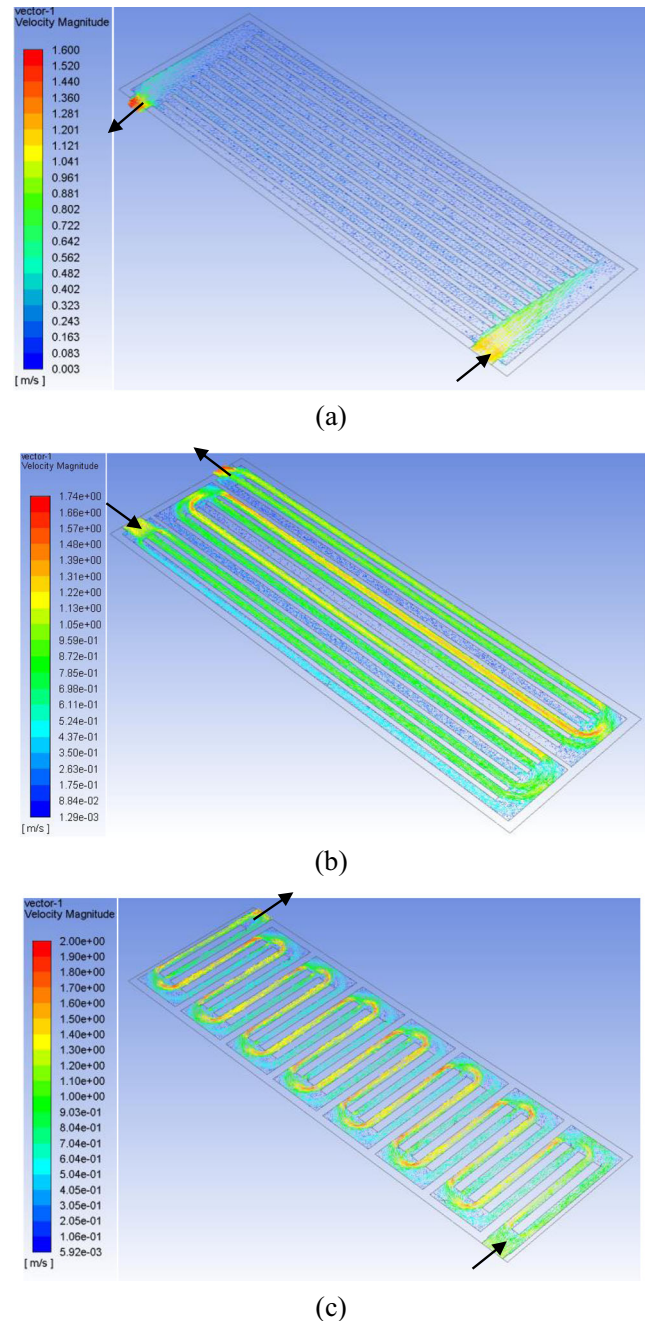 vector-1
Velocity Magnitude
1.600
1.520
1.440
1.360
1.281
1.201
1.121
1.041
0.961
0.881
0.802
0.722
0.642
0.562
0.482
0.402
0.323
0.243
0.163
0.083
0.003
[ m/s ]
(a)
vector-1
Velocity Magnitude
1.74e+00
1.66e+00
1.57e+00
1.48e+00
1.39e+00
1.31e+00
1.22e+00
1.13e+00
1.05e+00
9.59e-01
8.72e-01
7.85e-01
6.98e-01
6.11e-01
5.24e-01
4.37e-01
3.50e-01
2.63e-01
1.75e-01
8.84e-02
1.29e-03
[ m/s ]
(b)
vector-1
Velocity Magnitude
2.00e+00
1.90e+00
1.80e+00
1.70e+00
1.60e+00
1.50e+00
1.40e+00
1.30e+00
1.20e+00
1.10e+00
1.00e+00
9.03e-01
8.04e-01
7.04e-01
6.04e-01
5.04e-01
4.05e-01
3.05e-01
2.05e-01
1.06e-01
5.92e-03
[ m/s ]
(c)